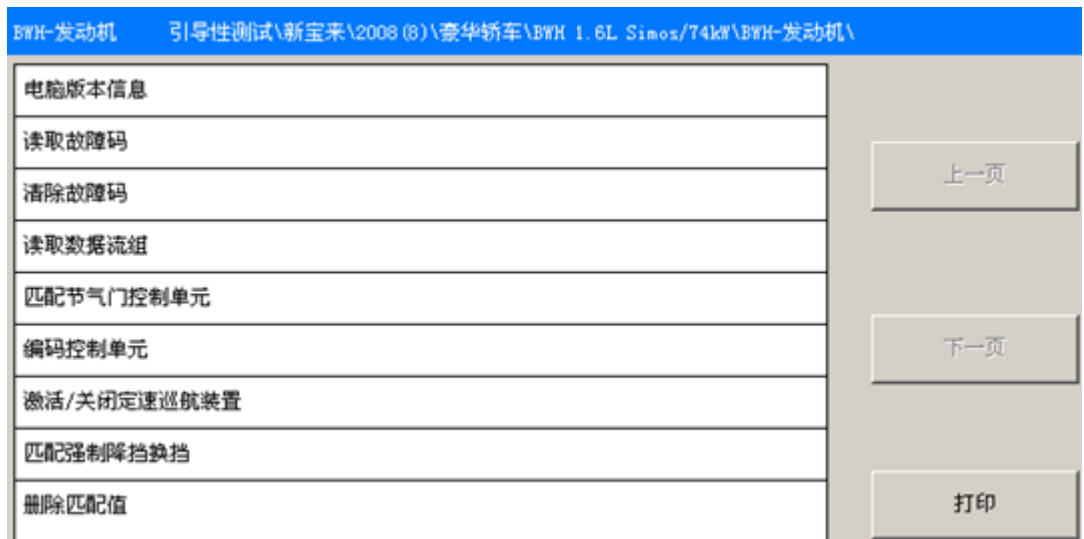 BWH-发动机 引导性测试\新宝来\2008(8)\豪华轿车\BWH 1.6L Simos/74kW\BWH-发动机\
电脑版本信息
读取故障码
上一页
清除故障码
读取数据流组
匹配节气门控制单元
编码控制单元
下一页
激活/关闭定速巡航装置
匹配强制降挡换挡
删除匹配值
打印